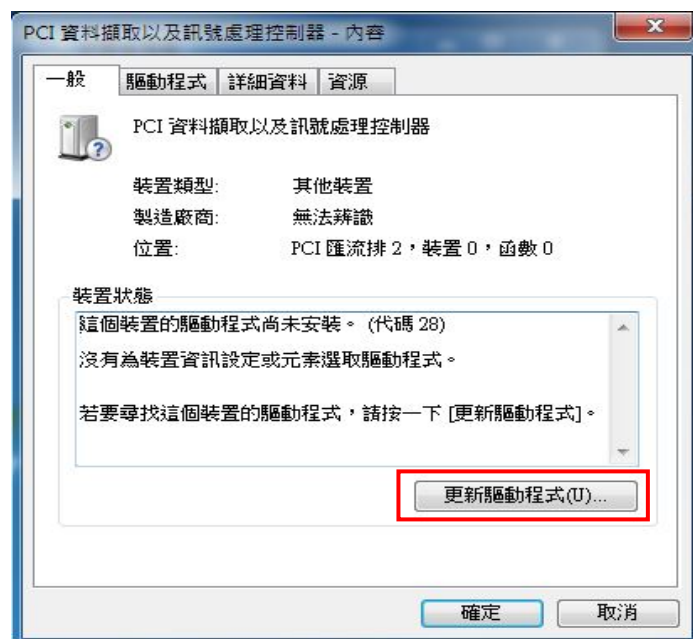 PCI 資料擷取以及訊號處理控制器 - 內容
一般 驅動程式 詳細資料 資源
PCI 資料擷取以及訊號處理控制器
裝置類型: 其他裝置
製造廠商: 無法辨識
位置: PCI 匯流排 2，裝置 0，函數 0
裝置狀態
這個裝置的驅動程式尚未安裝。 (代碼 28)
沒有為裝置資訊設定或元素選取驅動程式。
若要尋找這個裝置的驅動程式，請按一下 [更新驅動程式]。
更新驅動程式(U)...
確定 取消